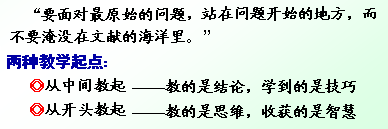 “要面对最原始的问题，站在问题开始的地方，而
不要淹没在文献的海洋里。”
两种教学起点：
从中间教起 ——教的是结论，学到的是技巧
从开头教起 ——教的是思维，收获的是智慧